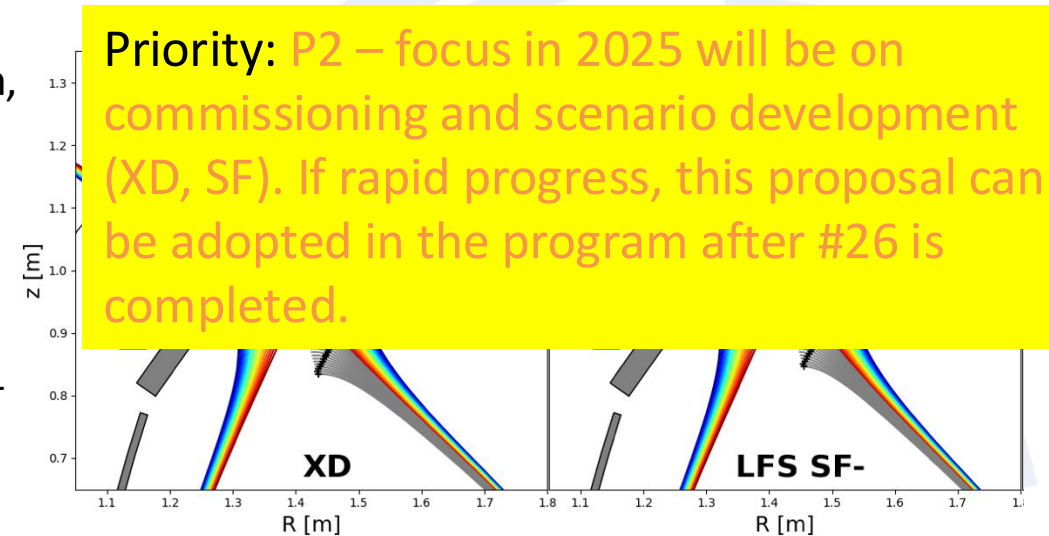 Priority: P2 – focus in 2025 will be on
commissioning and scenario development
(XD, SF). If rapid progress, this proposal can
be adopted in the program after #26 is
completed.
n,
z [m]
1.3
1.2
1.1
1.0
0.9
0.8
0.7
XD
LFS SF-
1.1 1.2 1.3 1.4 1.5 1.6 1.7 1.8 1.1 1.2 1.3 1.4 1.5 1.6 1.7
R [m] R [m]